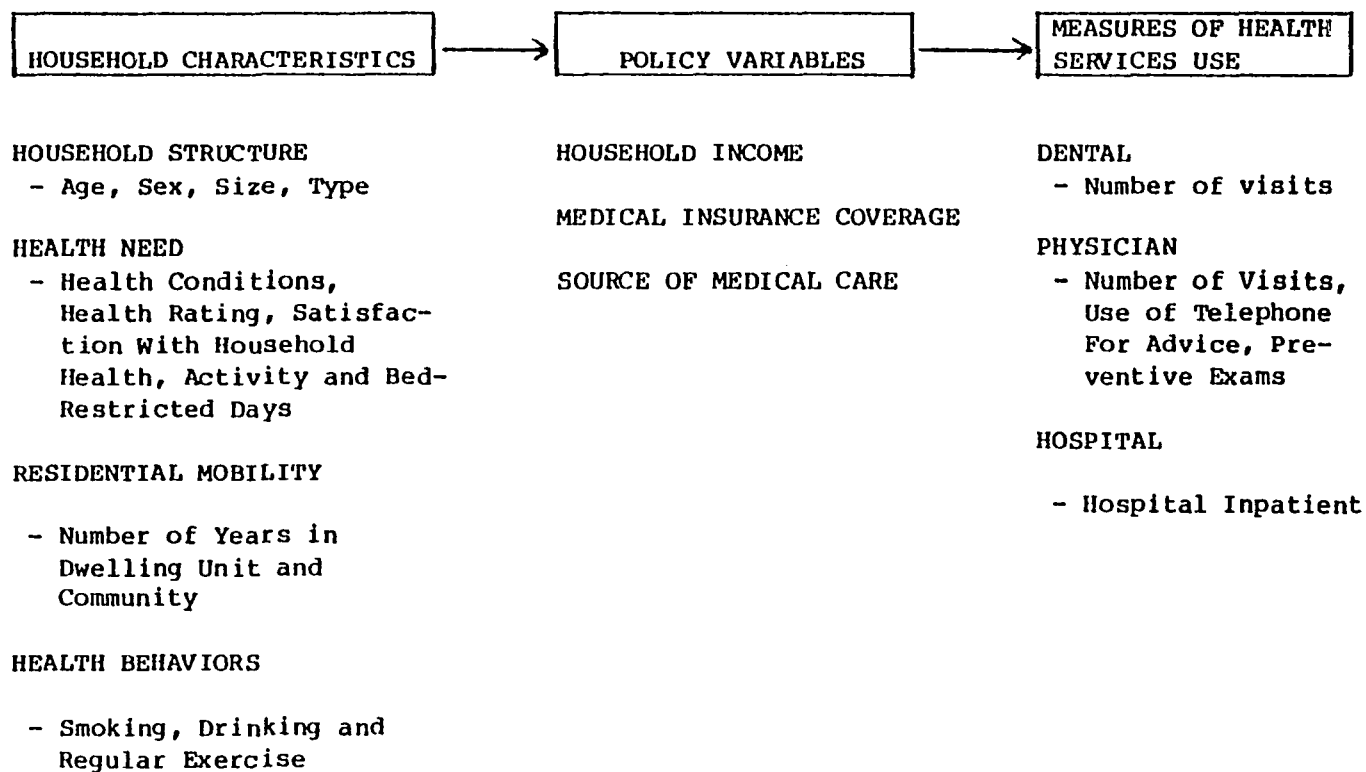 HOUSEHOLD CHARACTERISTICS
POLICY VARIABLES
MEASURES OF HEALTH
SERVICES USE
HOUSEHOLD STRUCTURE
- Age, Sex, Size, Type
HEALTH NEED
- Health Conditions,
Health Rating, Satisfac-
tion With Household
Health, Activity and Bed-
Restricted Days
RESIDENTIAL MOBILITY
- Number of Years in
Dwelling Unit and
Community
HEALTH BEHAVIORS
- Smoking, Drinking and
Regular Exercise
HOUSEHOLD INCOME
MEDICAL INSURANCE COVERAGE
SOURCE OF MEDICAL CARE
DENTAL
- Number of visits
PHYSICIAN
- Number of Visits,
Use of Telephone
For Advice, Pre-
ventive Exams
HOSPITAL
- Hospital Inpatient